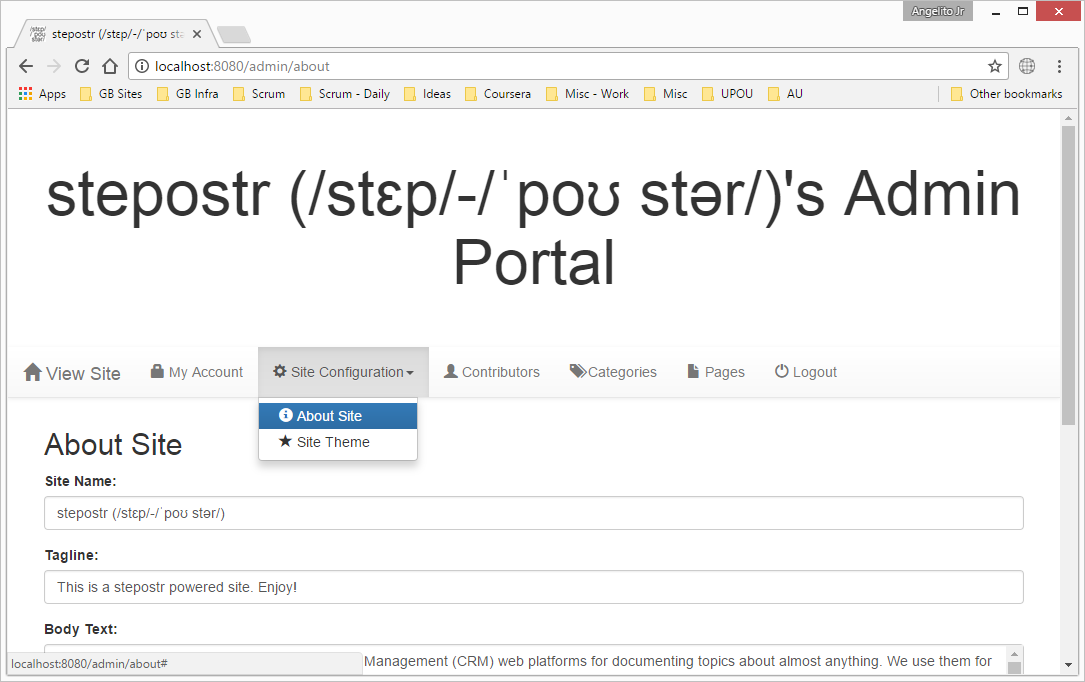 Angelito Jr
stepostr (/stɛp/-/ˈpoʊ stə
localhost:8080/admin/about
Apps GB Sites GB Infra Scrum Scrum - Daily Ideas Coursera Misc - Work Misc UPOU AU Other bookmarks
stepostr (/stɛp/-/ˈpoʊ stər/)'s Admin
Portal
View Site My Account Site Configuration Contributors Categories Pages Logout
About Site
Site Theme
About Site
Site Name:
stepostr (/stɛp/-/ˈpoʊ stər/)
Tagline:
This is a stepostr powered site. Enjoy!
Body Text:
Management (CRM) web platforms for documenting topics about almost anything. We use them for
localhost:8080/admin/about#